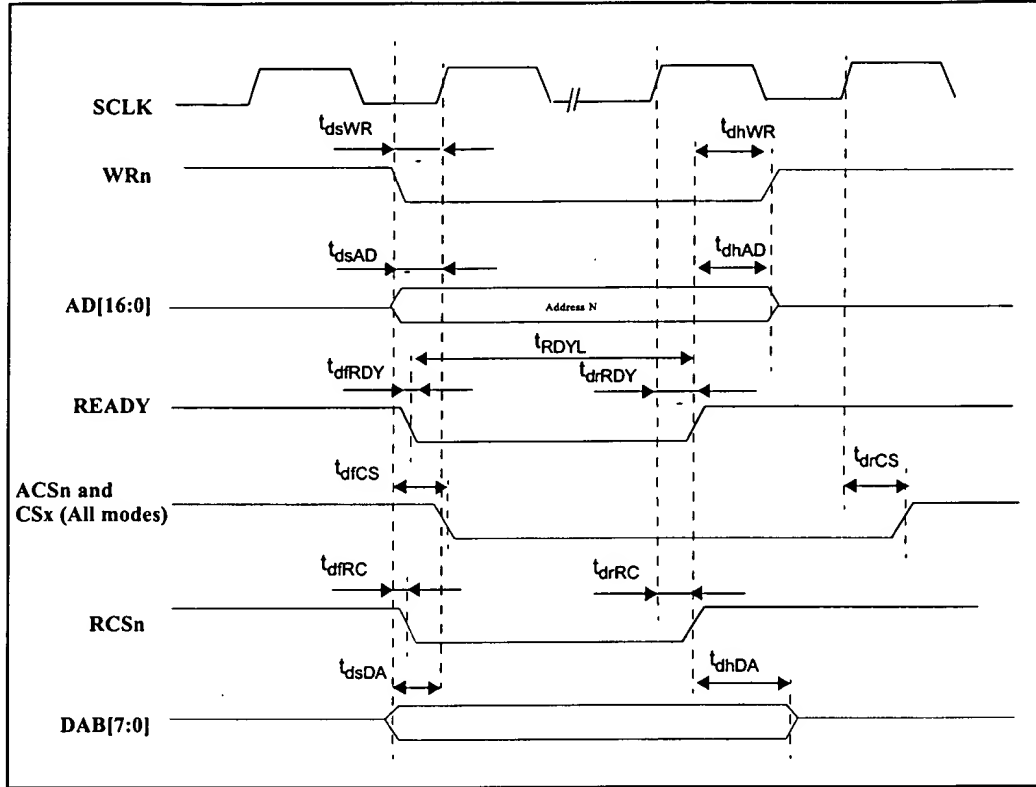 SCLK
tdsWR
tdhWR
WRn
tdsAD
tdhAD
AD[16:0]
Address N
tRDYL
tdfRDY
tdrRDY
READY
tdfCS
tdrCS
ACSn and
CSx (All modes)
tdfRC
tdrRC
RCSn
tdsDA
tdhDA
DAB[7:0]